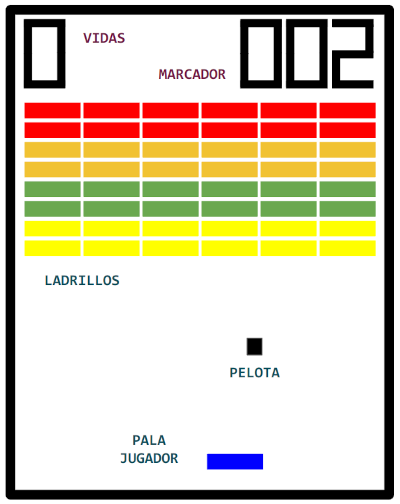 0 VIDAS 002
MARCADOR
LADRILLOS
PELOTA
PALA
JUGADOR